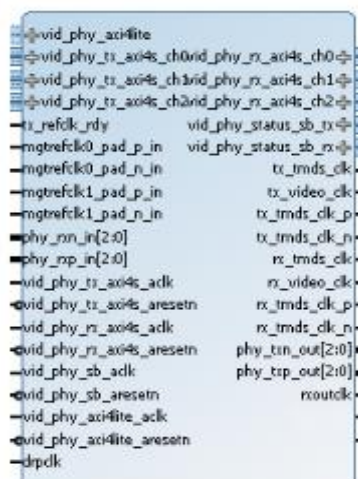 vid_phy_axi4lite
vid_phy_tx_axi4s_ch0 vid_phy_rx_axi4s_ch0
vid_phy_tx_axi4s_ch1 vid_phy_rx_axi4s_ch1
vid_phy_tx_axi4s_ch2 vid_phy_rx_axi4s_ch2
tx_refclk_rdy vid_phy_status_sb_tx
mgtrefclk0_pad_p_in vid_phy_status_sb_rx
mgtrefclk0_pad_n_in tx_tmds_clk
mgtrefclk1_pad_p_in tx_video_clk
mgtrefclk1_pad_n_in tx_tmds_clk_p
phy_rxn_in[2:0] tx_tmds_clk_n
phy_rxp_in[2:0] rx_tmds_clk
vid_phy_tx_axi4s_aclk rx_video_clk
vid_phy_tx_axi4s_aresetn rx_tmds_clk_p
vid_phy_rx_axi4s_aclk rx_tmds_clk_n
vid_phy_rx_axi4s_aresetn phy_txn_out[2:0]
vid_phy_sb_aclk phy_txp_out[2:0]
vid_phy_sb_aresetn rxoutclk
vid_phy_axi4lite_aclk
vid_phy_axi4lite_aresetn
drpclk